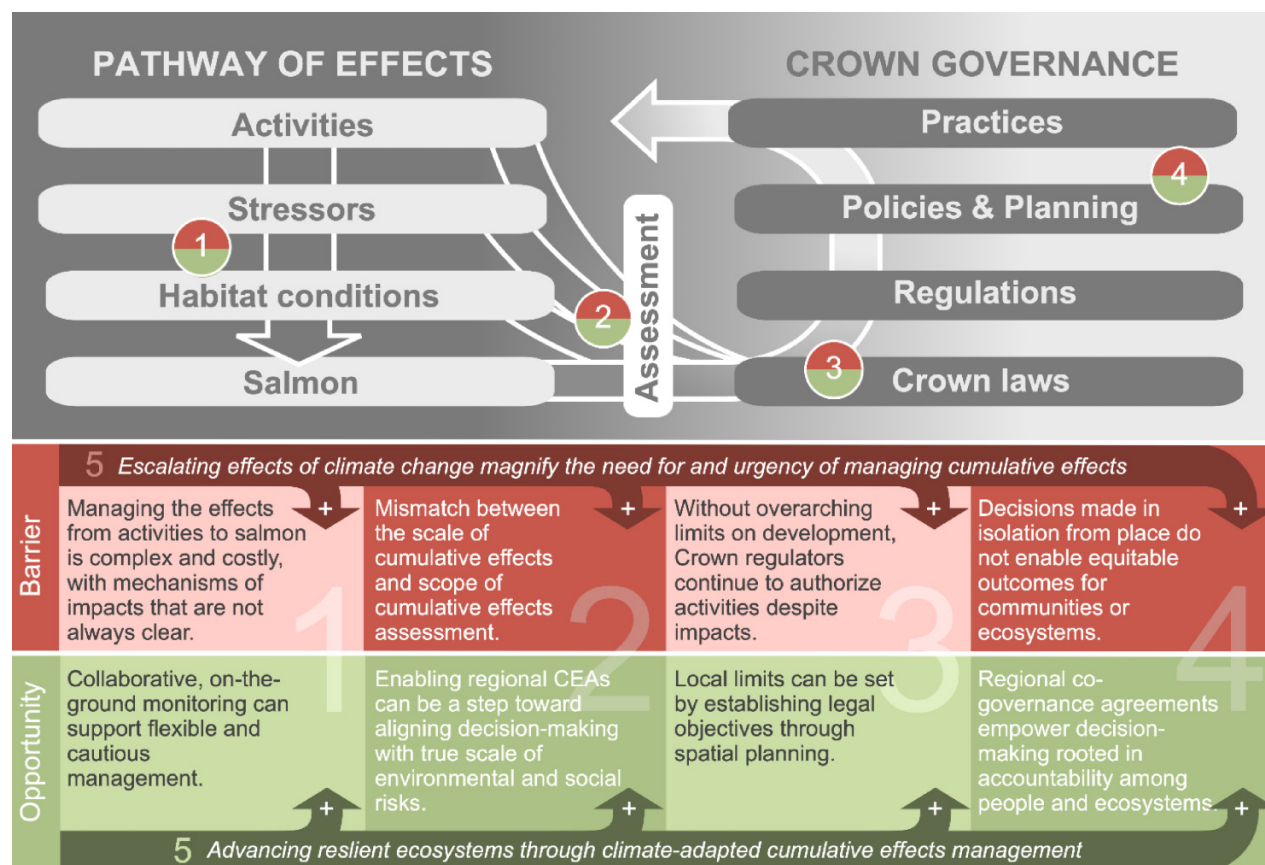 PATHWAY OF EFFECTS
Activities
Stressors
1
Habitat conditions
Salmon
2
Assessment
CROWN GOVERNANCE
Practices
4
Policies & Planning
Regulations
3
Crown laws
Barrier
5 Escalating effects of climate change magnify the need for and urgency of managing cumulative effects
+
+
+
+
Managing the effects
from activities to salmon
is complex and costly,
with mechanisms of
impacts that are not
always clear.
1
Mismatch between
the scale of
cumulative effects
and scope of
cumulative effects
assessment.
2
Without overarching
limits on development,
Crown regulators
continue to authorize
activities despite
impacts.
3
Decisions made in
isolation from place do
not enable equitable
outcomes for
communities or
ecosystems.
4
Opportunity
Collaborative, on-the-
ground monitoring can
support flexible and
cautious
management.
Enabling regional CEAs
can be a step toward
aligning decision-making
with true scale of
environmental and social
risks.
Local limits can be set
by establishing legal
objectives through
spatial planning.
Regional co-
governance agreements
empower decision-
making rooted in
accountability among
people and ecosystems.
+
+
+
+
5 Advancing reslient ecosystems through climate-adapted cumulative effects management